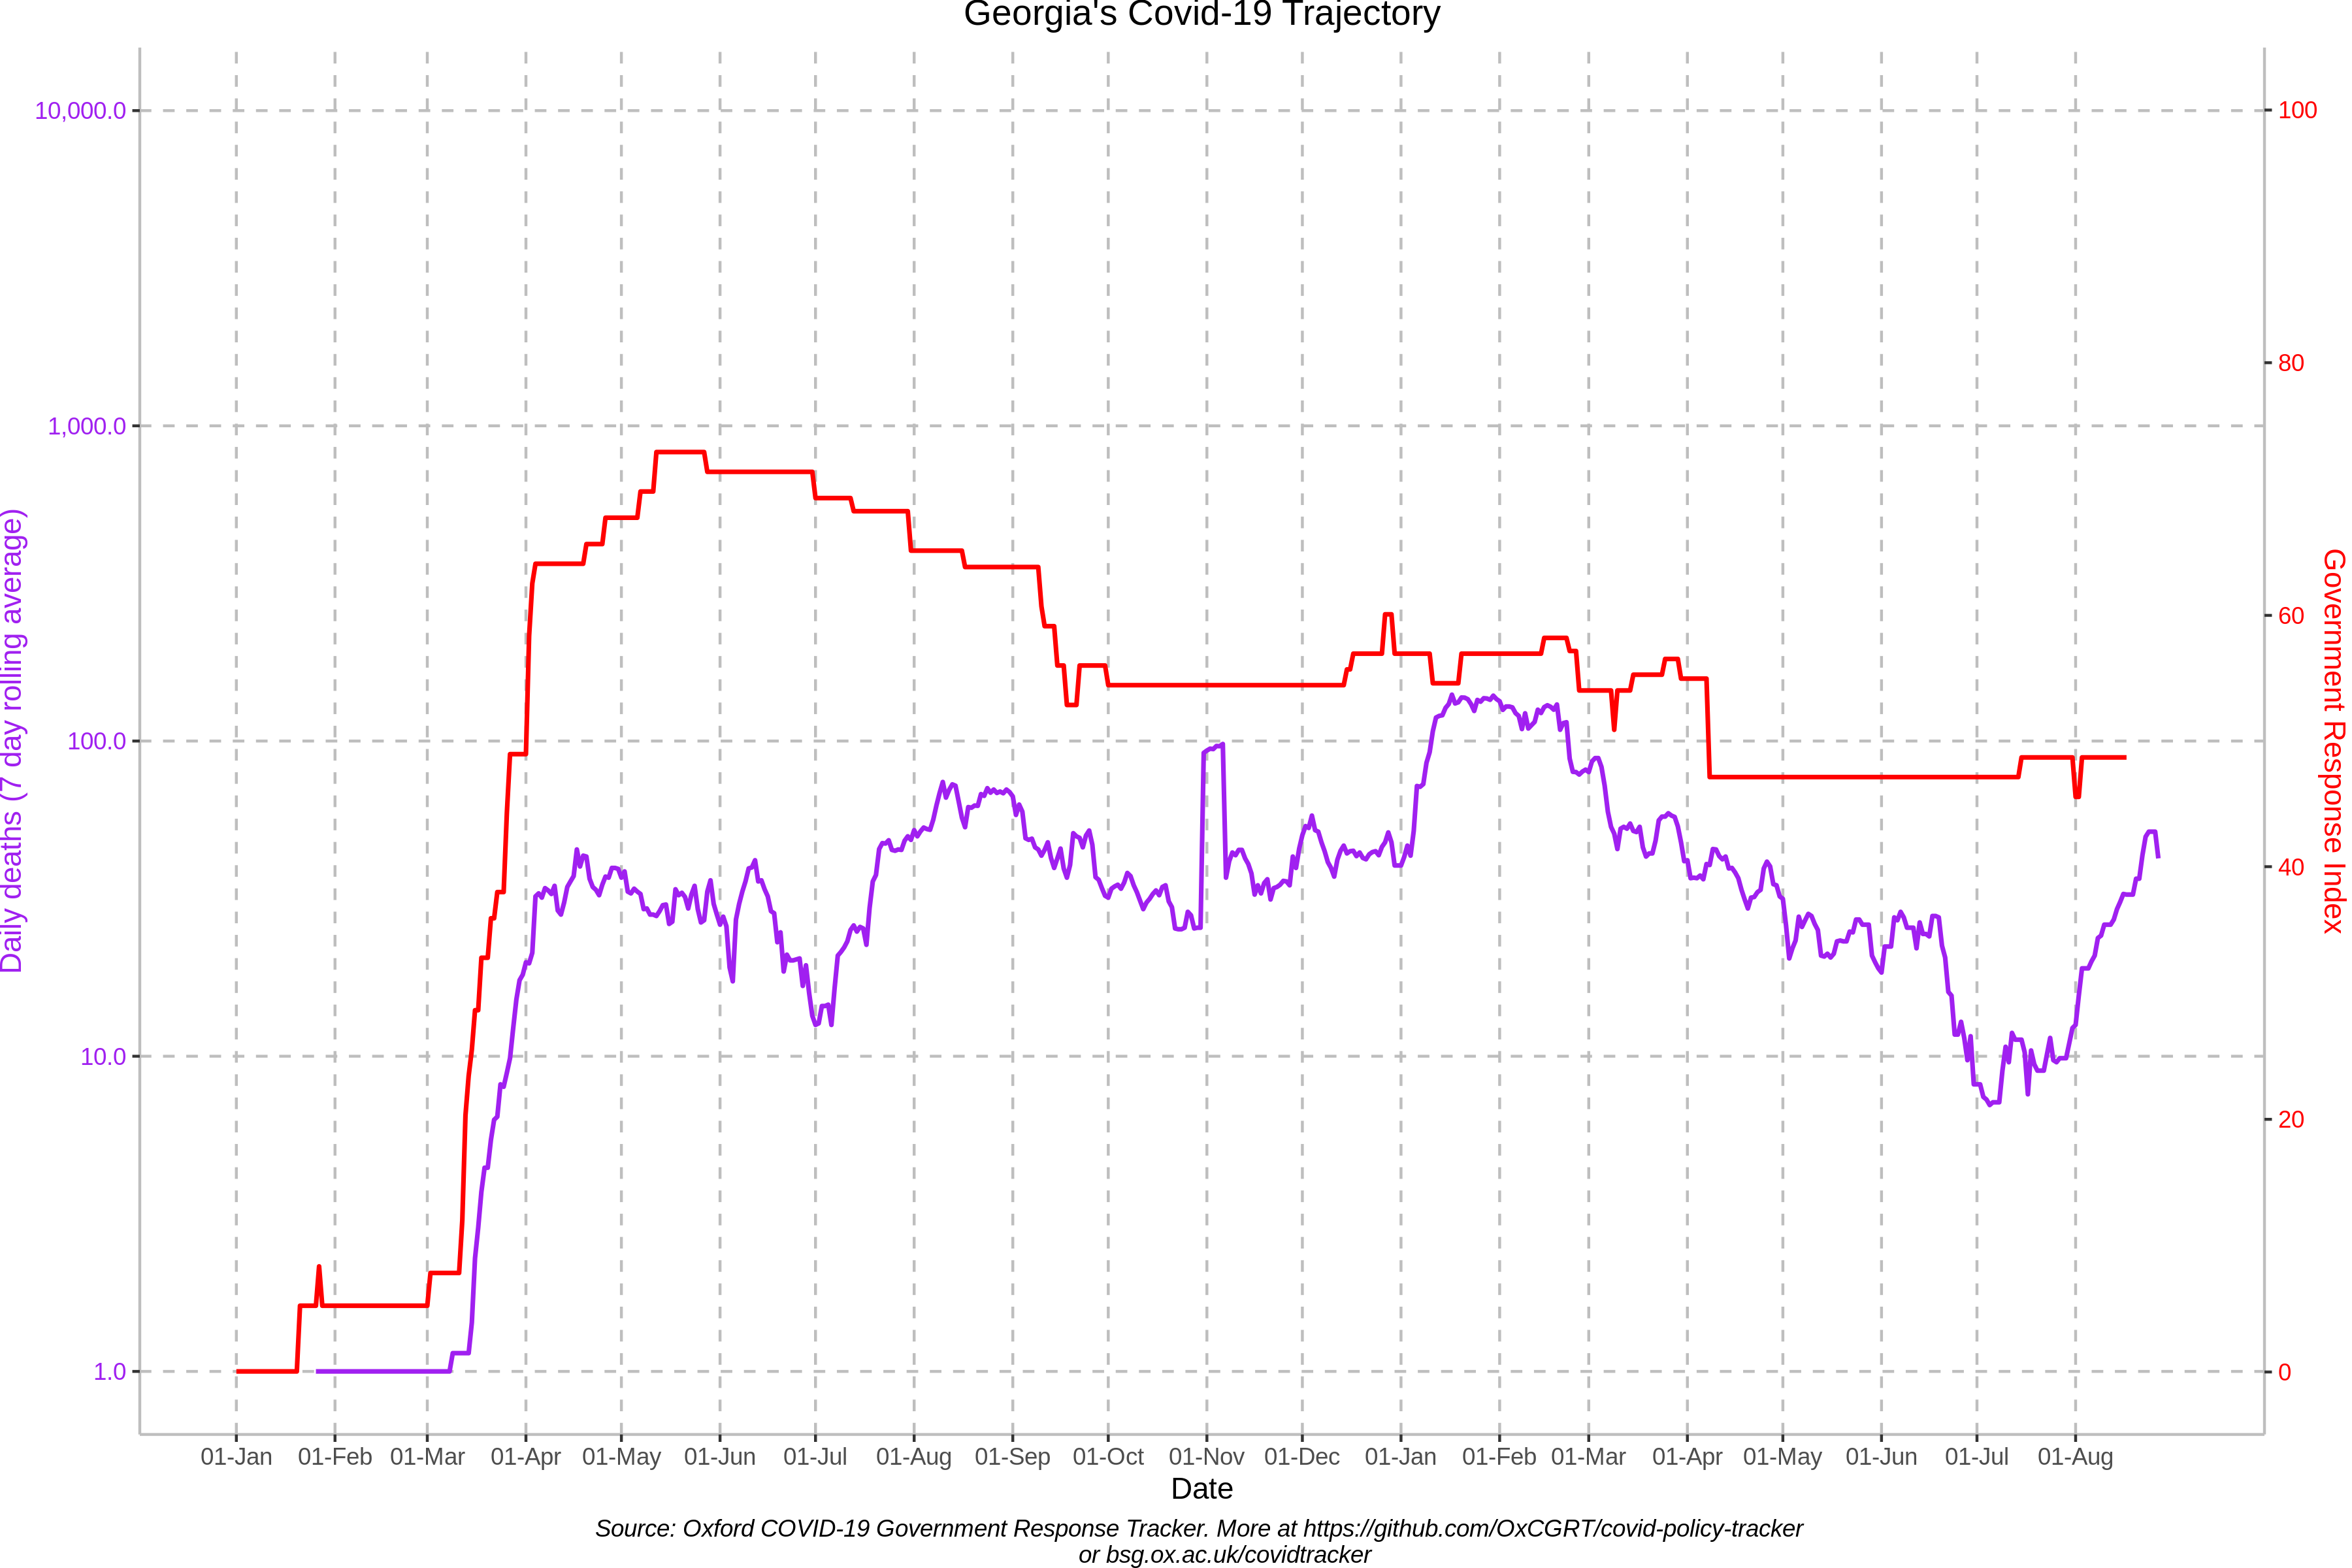 Georgia's Covid-19 Trajectory
10,000.0
1,000.0
100.0
10.0
1.0
Daily deaths (7 day rolling average)
100
80
60
40
20
0
Government Response Index
01-Jan 01-Feb 01-Mar 01-Apr 01-May 01-Jun 01-Jul 01-Aug 01-Sep 01-Oct 01-Nov 01-Dec 01-Jan 01-Feb 01-Mar 01-Apr 01-May 01-Jun 01-Jul 01-Aug
Date
Source: Oxford COVID-19 Government Response Tracker. More at https://github.com/OxCGRT/covid-policy-tracker
or bsg.ox.ac.uk/covidtracker